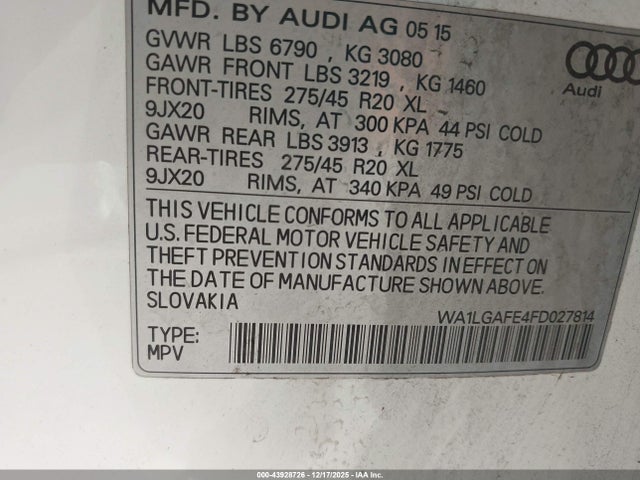 MFD. BY AUDI AG 05 15
GVWR LBS 6790 , KG 3080
GAWR FRONT LBS 3219 , KG 1460
FRONT-TIRES 275/45 R20 XL
9JX20 RIMS, AT 300 KPA 44 PSI COLD
GAWR REAR LBS 3913 , KG 1775
REAR-TIRES 275/45 R20 XL
9JX20 RIMS, AT 340 KPA 49 PSI COLD
Audi
THIS VEHICLE CONFORMS TO ALL APPLICABLE
U.S. FEDERAL MOTOR VEHICLE SAFETY AND
THEFT PREVENTION STANDARDS IN EFFECT ON
THE DATE OF MANUFACTURE SHOWN ABOVE.
SLOVAKIA
WA1LGAFE4FD027814
TYPE:
MPV
000-43928726 - 12/17/2025 - IAAI Inc.